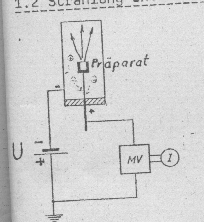 1.2 Strahlung
Präparat
+
U
-
+
MV
I